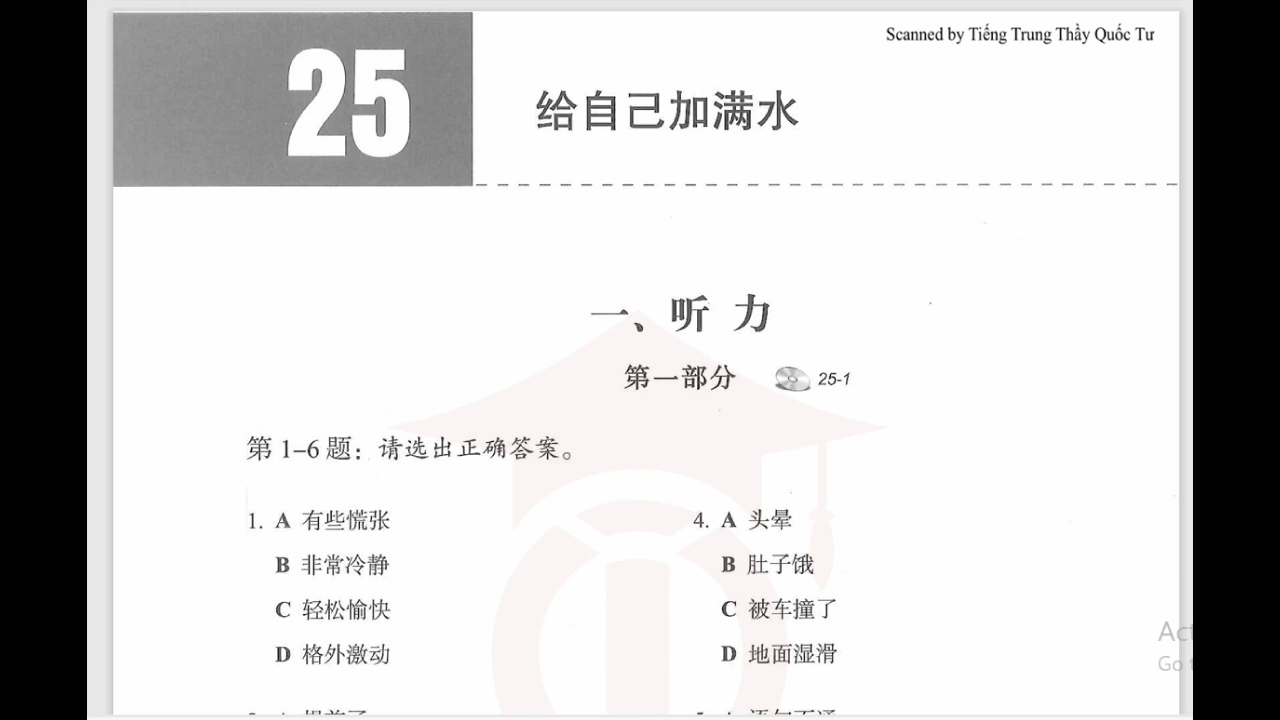 Scanned by Tiếng Trung Thầy Quốc Tư
25
给自己加满水
一、听 力
第一部分 25-1
第 1–6 题：请选出正确答案。
1. A 有些慌张
B 非常冷静
C 轻松愉快
D 格外激动
4. A 头晕
B 肚子饿
C 被车撞了
D 地面湿滑
Act
Go t